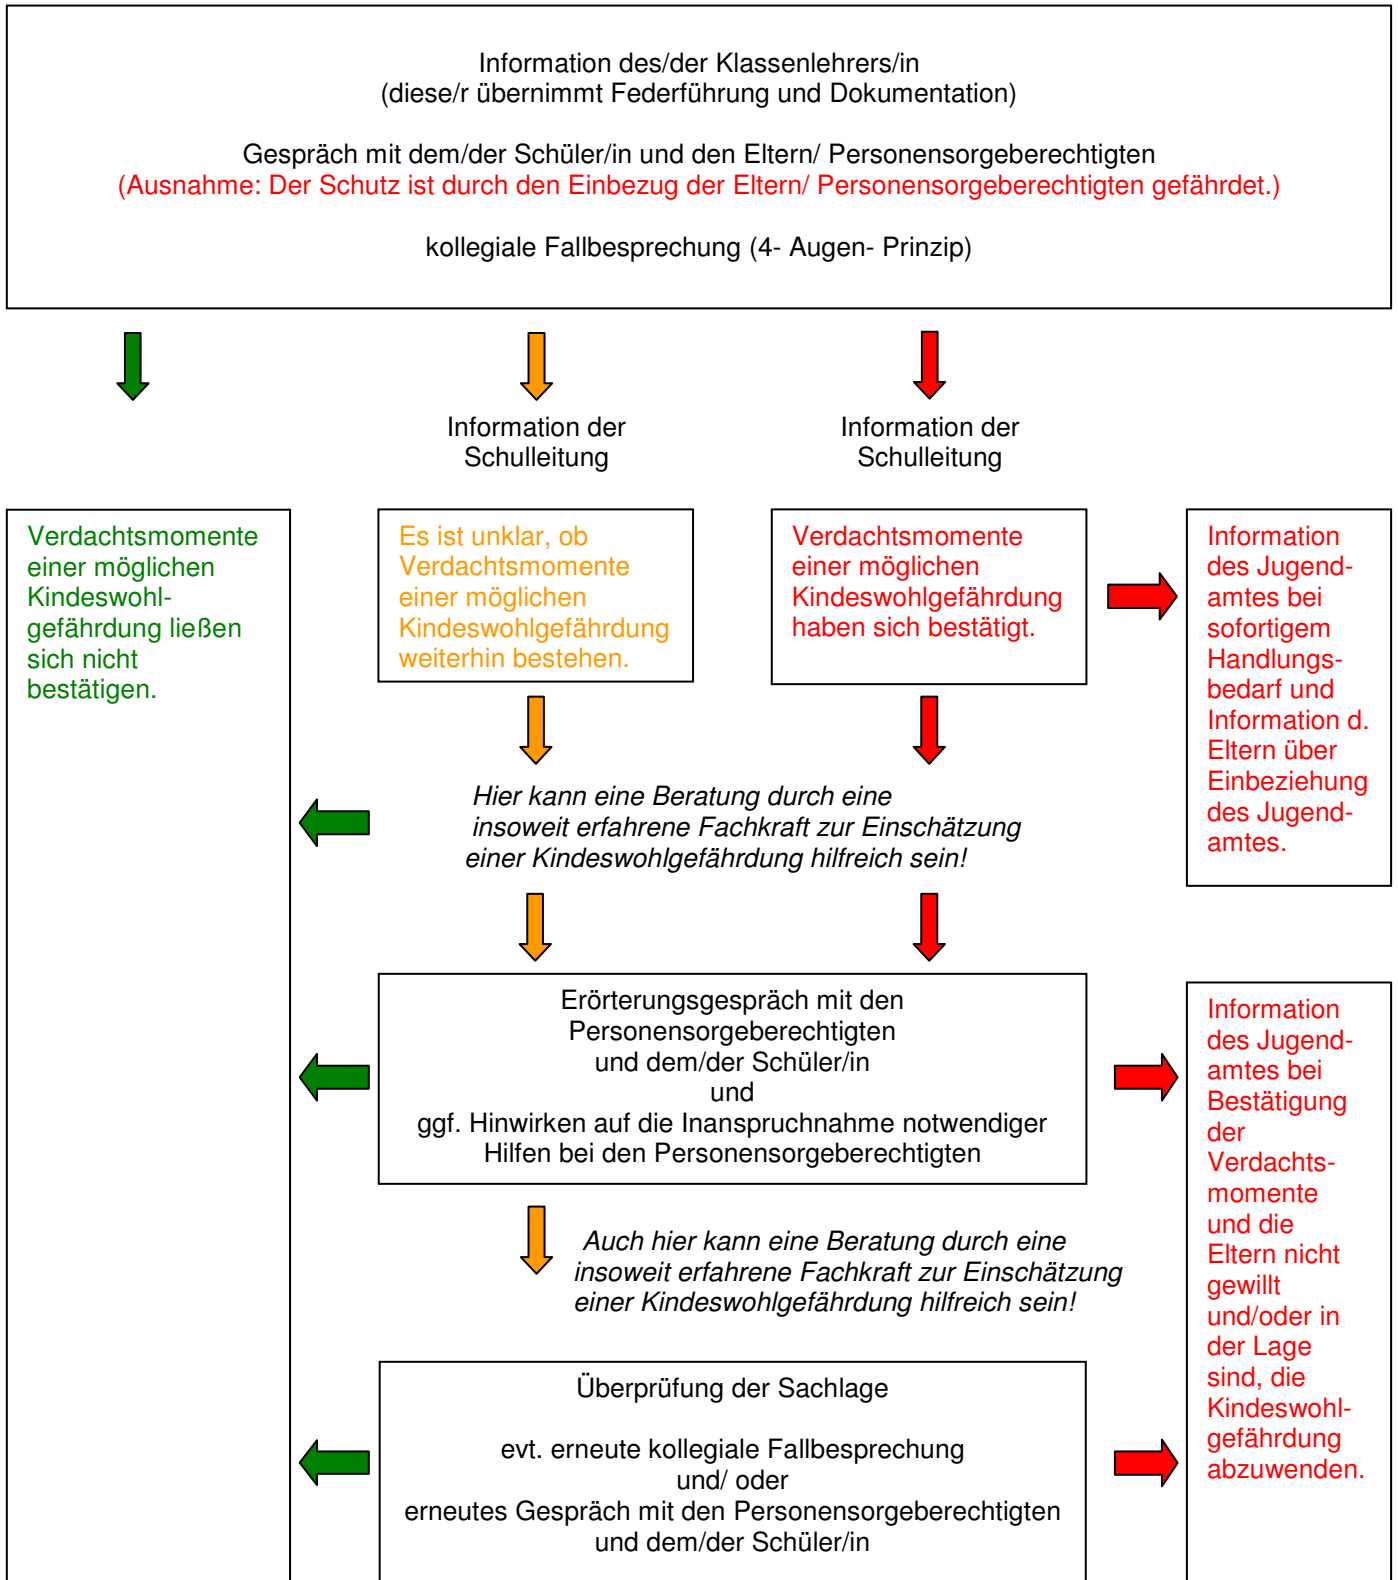 Information des/der Klassenlehrers/in
(diese/r übernimmt Federführung und Dokumentation)
Gespräch mit dem/der Schüler/in und den Eltern/ Personensorgeberechtigten
(Ausnahme: Der Schutz ist durch den Einbezug der Eltern/ Personensorgeberechtigten gefährdet.)
kollegiale Fallbesprechung (4- Augen- Prinzip)
Information der
Schulleitung
Information der
Schulleitung
Verdachtsmomente
einer möglichen
Kindeswohl-
gefährdung ließen
sich nicht
bestätigen.
Es ist unklar, ob
Verdachtsmomente
einer möglichen
Kindeswohlgefährdung
weiterhin bestehen.
Verdachtsmomente
einer möglichen
Kindeswohlgefährdung
haben sich bestätigt.
Information
des Jugend-
amtes bei
sofortigem
Handlungs-
bedarf und
Information d.
Eltern über
Einbeziehung
des Jugend-
amtes.
Hier kann eine Beratung durch eine
insoweit erfahrene Fachkraft zur Einschätzung
einer Kindeswohlgefährdung hilfreich sein!
Erörterungsgespräch mit den
Personensorgeberechtigten
und dem/der Schüler/in
und
ggf. Hinwirken auf die Inanspruchnahme notwendiger
Hilfen bei den Personensorgeberechtigten
Information
des Jugend-
amtes bei
Bestätigung
der
Verdachts-
momente
und die
Eltern nicht
gewillt
und/oder in
der Lage
sind, die
Kindeswohl-
gefährdung
abzuwenden.
Auch hier kann eine Beratung durch eine
insoweit erfahrene Fachkraft zur Einschätzung
einer Kindeswohlgefährdung hilfreich sein!
Überprüfung der Sachlage
evt. erneute kollegiale Fallbesprechung
und/ oder
erneutes Gespräch mit den Personensorgeberechtigten
und dem/der Schüler/in